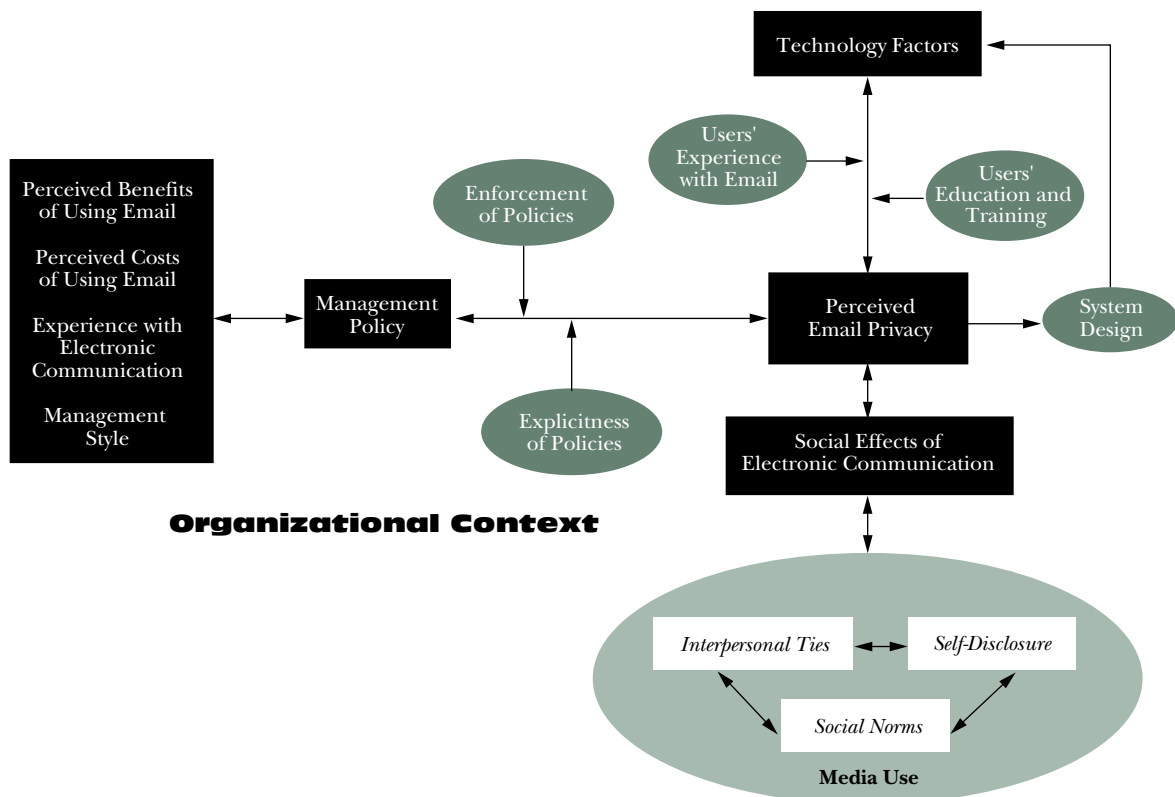 Technology Factors
Users'
Experience
with Email
Users'
Education and
Training
Perceived Benefits
of Using Email
Perceived Costs
of Using Email
Experience with
Electronic
Communication
Management
Style
Enforcement
of Policies
Management
Policy
Perceived
Email Privacy
System
Design
Explicitness
of Policies
Social Effects of
Electronic Communication
Organizational Context
Interpersonal Ties
Self-Disclosure
Social Norms
Media Use